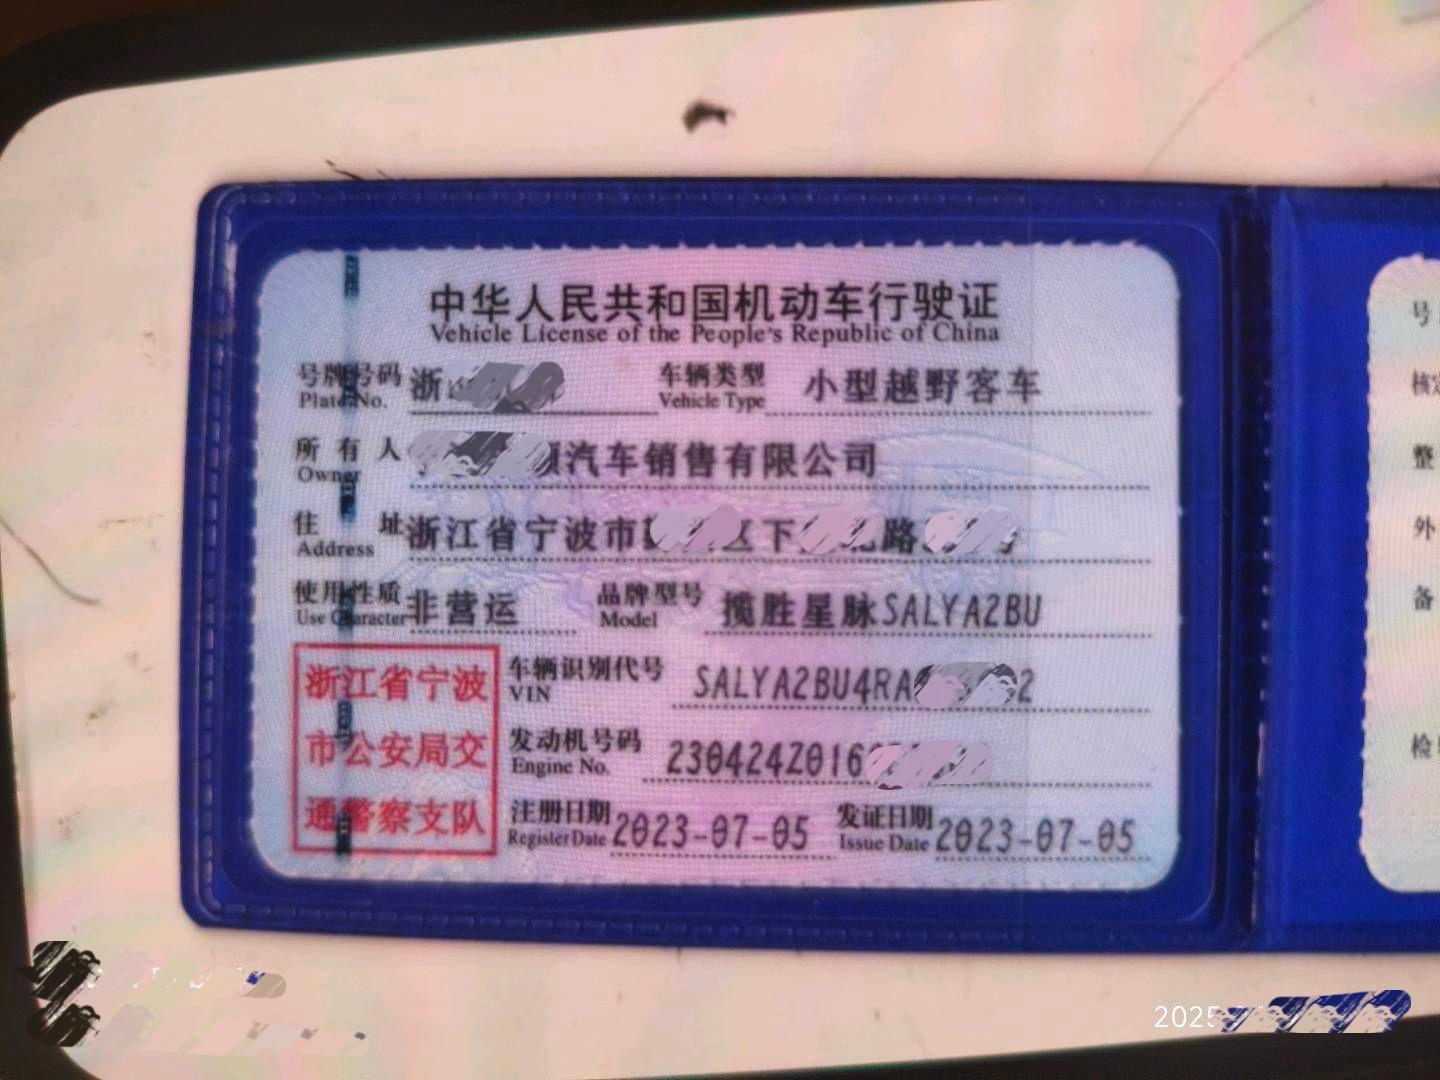 中华人民共和国机动车行驶证
Vehicle License of the People's Republic of China
号牌号码 浙 车辆类型 小型越野客车
Plate No. Vehicle Type
所有人 汽车销售有限公司
Owner
住址 浙江省宁波市 区下 北路 号
Address
使用性质 非营运 品牌型号 揽胜星脉SALYA2BU
Use Character Model
浙江省宁波 车辆识别代号 SALYA2BU4RA 2
VIN
市公安局交 发动机号码 230424Z016
Engine No.
通警察支队 注册日期 2023-07-05 发证日期 2023-07-05
Register Date Issue Date
号
核定
整
外
备
检
2025